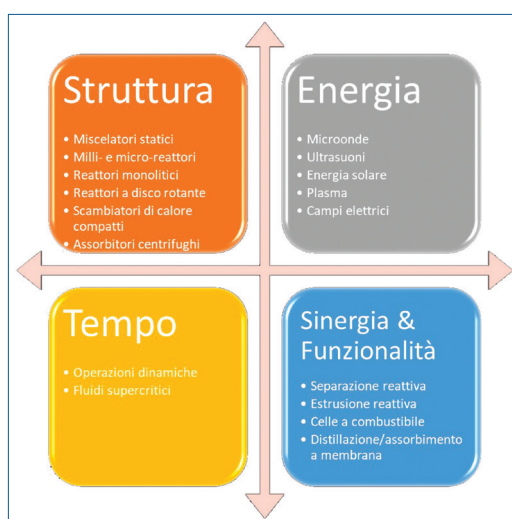 Struttura
• Miscelatori statici
• Milli- e micro-reattori
• Reattori monolitici
• Reattori a disco rotante
• Scambiatori di calore
compatti
• Assorbitori centrifughi
Energia
• Microonde
• Ultrasuoni
• Energia solare
• Plasma
• Campi elettrici
Tempo
• Operazioni dinamiche
• Fluidi supercritici
Sinergia &
Funzionalità
• Separazione reattiva
• Estrusione reattiva
• Celle a combustibile
• Distillazione/assorbimento
a membrana